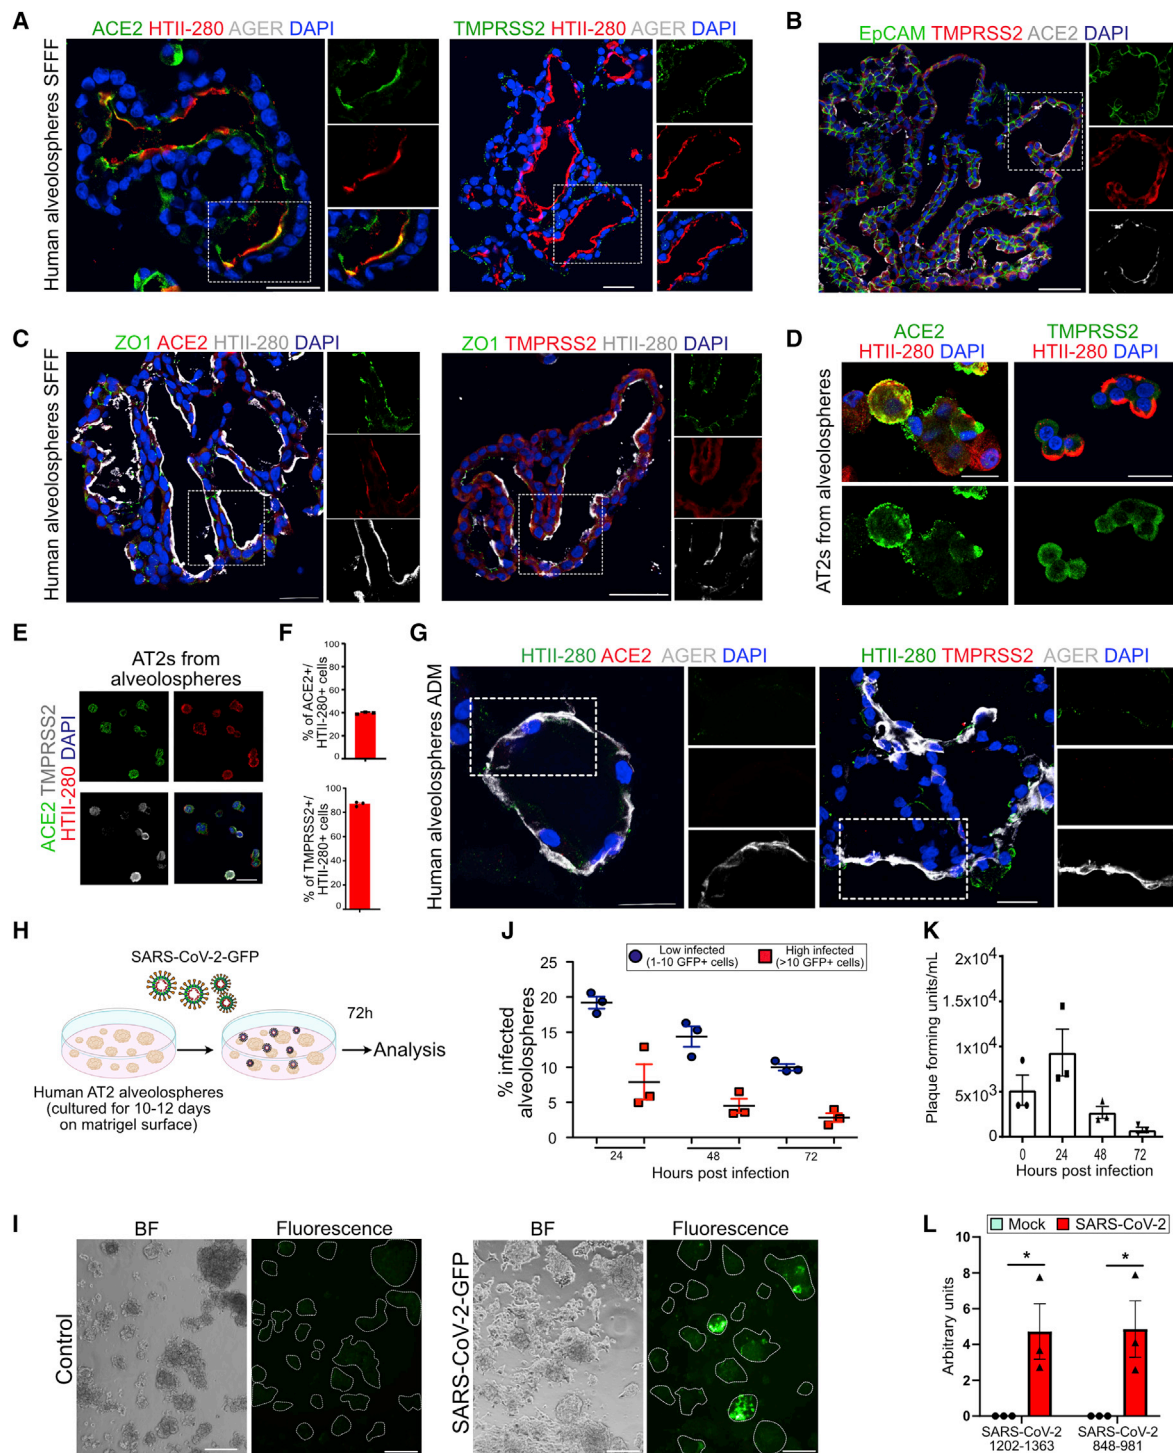 A
ACE2 HTII-280 AGER DAPI
TMPRSS2 HTII-280 AGER DAPI
Human alveolospheres SFFF
B
EpCAM TMPRSS2 ACE2 DAPI
C
ZO1 ACE2 HTII-280 DAPI
ZO1 TMPRSS2 HTII-280 DAPI
Human alveolospheres SFFF
D
ACE2
HTII-280 DAPI
TMPRSS2
HTII-280 DAPI
AT2s from alveolospheres
E
AT2s from
alveolospheres
ACE2 TMPRSS2
HTII-280 DAPI
F
% of ACE2+/
HTII-280+ cells
100
80
60
40
20
0
% of TMPRSS2+/
HTII-280+ cells
100
80
60
40
20
0
G
HTII-280 ACE2 AGER DAPI
HTII-280 TMPRSS2 AGER DAPI
Human alveolospheres ADM
H
SARS-CoV-2-GFP
72h
Analysis
Human AT2 alveolospheres
(cultured for 10-12 days
on matrigel surface)
J
Low infected
(1-10 GFP+ cells)
High infected
(>10 GFP+ cells)
% infected
alveolospheres
25
20
15
10
5
0
24 48 72
Hours post infection
K
Plaque forming units/mL
2x10⁴
1.5x10⁴
1x10⁴
5x10³
0
0 24 48 72
Hours post infection
I
BF Fluorescence
Control
BF Fluorescence
SARS-CoV-2-GFP
L
Mock SARS-CoV-2
Arbitrary units
10
8
6
4
2
0
* *
SARS-CoV-2
1202-1363
SARS-CoV-2
848-981